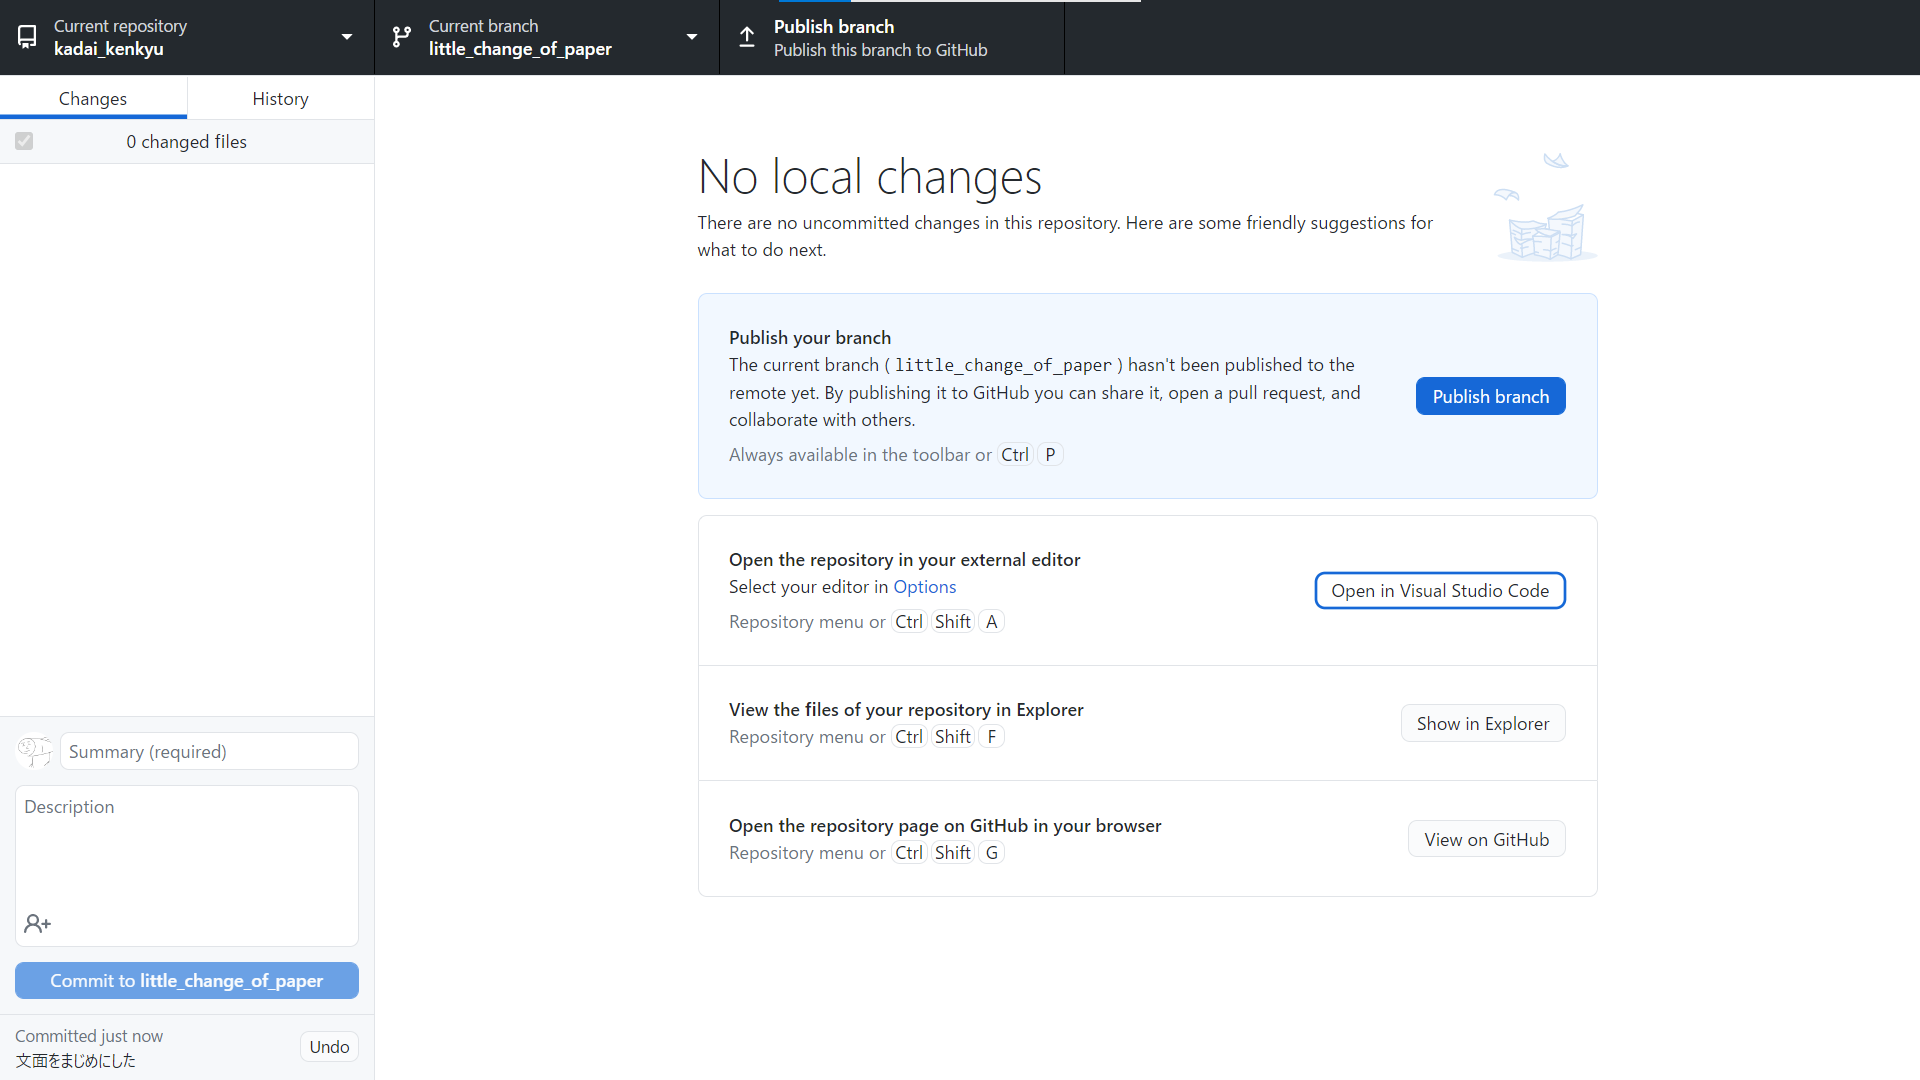 Current repository
kadai_kenkyu
Current branch
little_change_of_paper
Publish branch
Publish this branch to GitHub
Changes
History
0 changed files
No local changes
There are no uncommitted changes in this repository. Here are some friendly suggestions for
what to do next.
Publish your branch
The current branch ( little_change_of_paper ) hasn't been published to the
remote yet. By publishing it to GitHub you can share it, open a pull request, and
collaborate with others.
Always available in the toolbar or Ctrl P
Publish branch
Open the repository in your external editor
Select your editor in Options
Repository menu or Ctrl Shift A
Open in Visual Studio Code
View the files of your repository in Explorer
Repository menu or Ctrl Shift F
Show in Explorer
Open the repository page on GitHub in your browser
Repository menu or Ctrl Shift G
View on GitHub
Summary (required)
Description
Commit to little_change_of_paper
Committed just now
文面をまじめにした
Undo